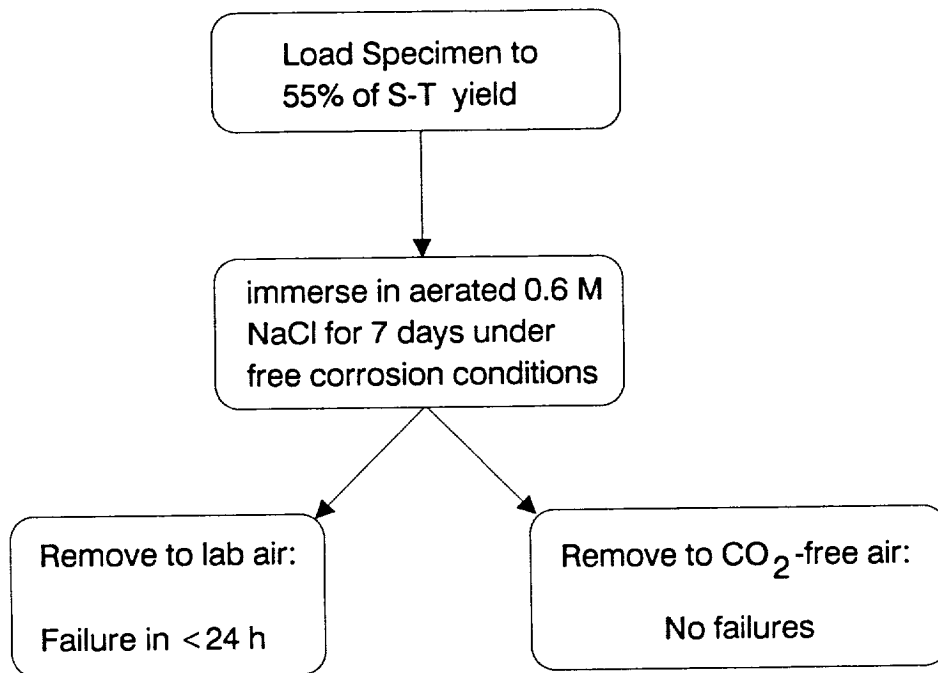 Load Specimen to
55% of S-T yield
immerse in aerated 0.6 M
NaCl for 7 days under
free corrosion conditions
Remove to lab air:
Failure in <24 h
Remove to CO2-free air:
No failures